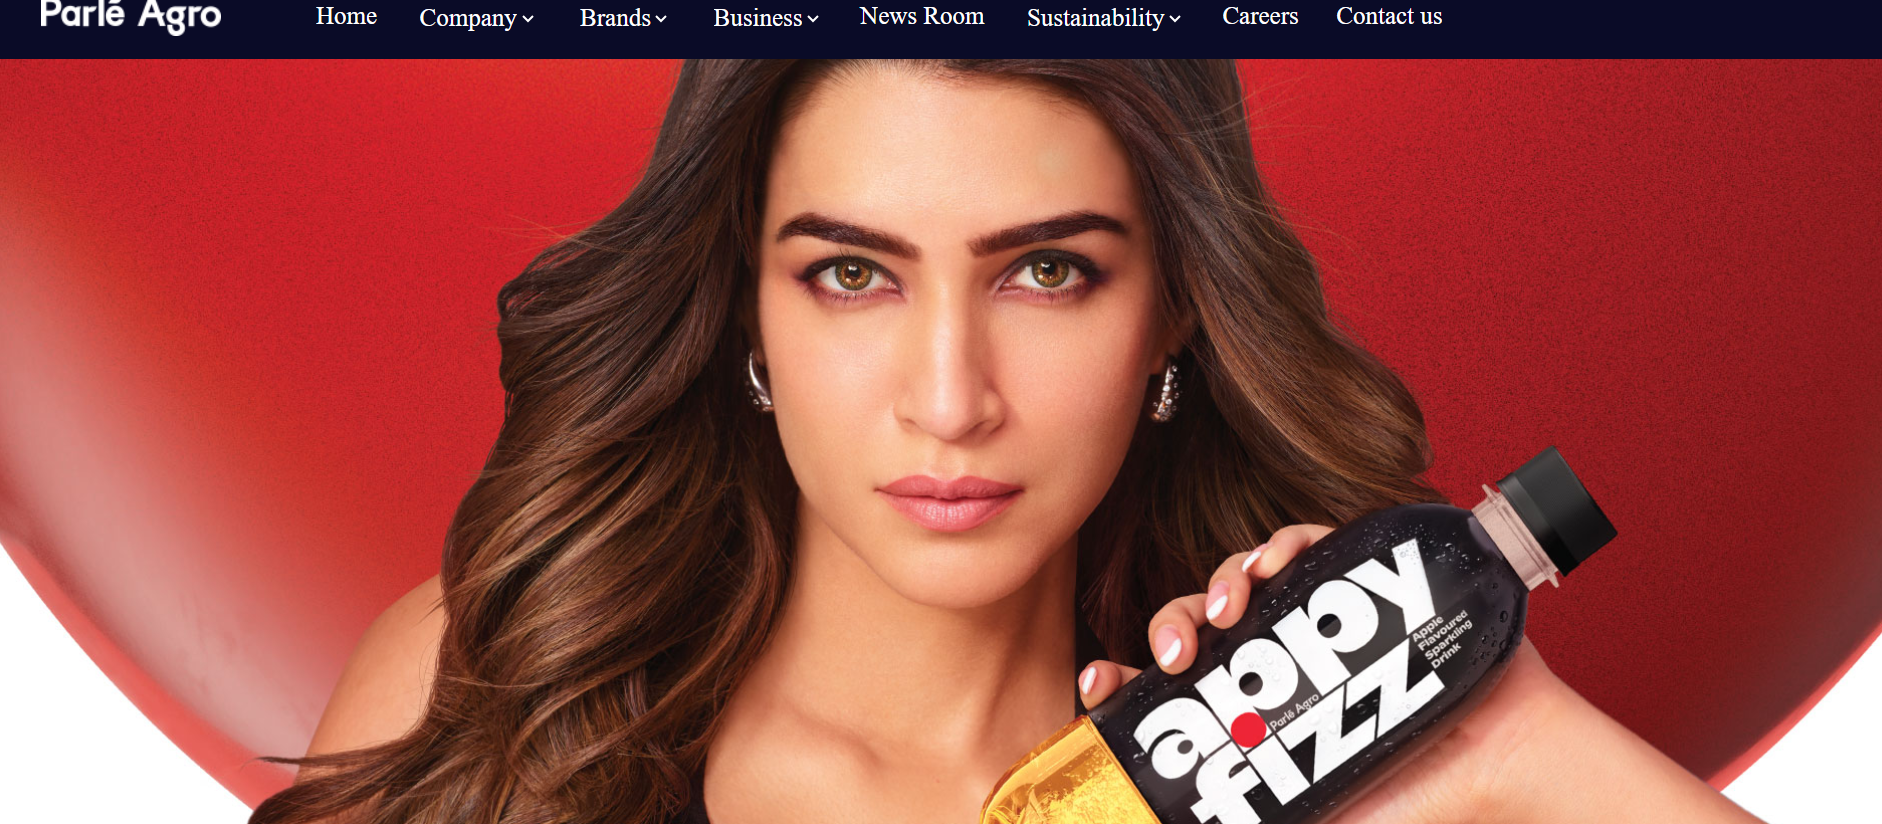 Parlé Agro
Home Company Brands Business News Room Sustainability Careers Contact us
appy
fizz
Parlé Agro
Apple
Flavoured
Sparkling
Drink